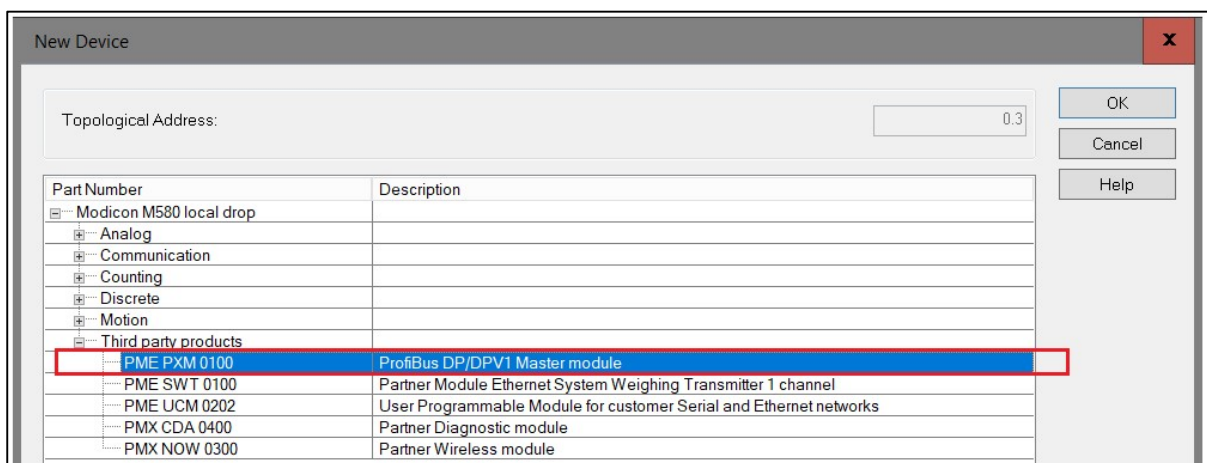 New Device
x
Topological Address:
0.3
OK
Cancel
Help
Part Number Description
Modicon M580 local drop
Analog
Communication
Counting
Discrete
Motion
Third party products
PME PXM 0100 ProfiBus DP/DPV1 Master module
PME SWT 0100 Partner Module Ethernet System Weighing Transmitter 1 channel
PME UCM 0202 User Programmable Module for customer Serial and Ethernet networks
PMX CDA 0400 Partner Diagnostic module
PMX NOW 0300 Partner Wireless module